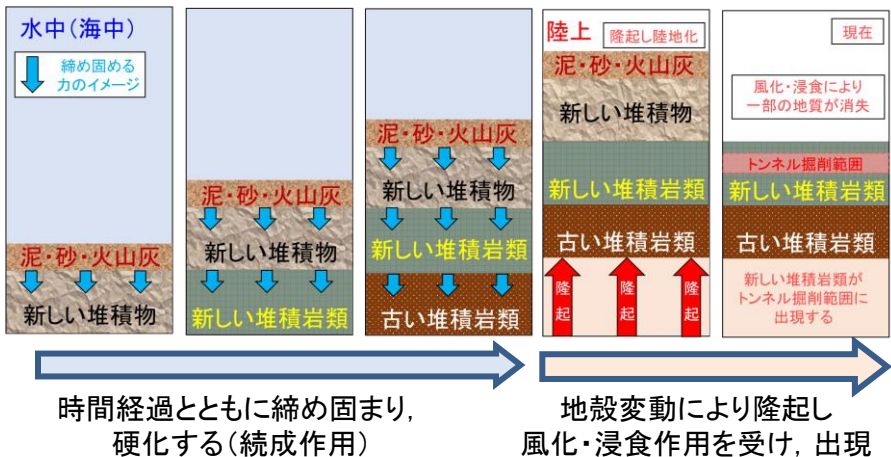 水中(海中)
締め固める
力のイメージ
泥・砂・火山灰
新しい堆積物
泥・砂・火山灰
新しい堆積物
新しい堆積岩類
泥・砂・火山灰
新しい堆積物
新しい堆積岩類
古い堆積岩類
陸上
隆起し陸地化
泥・砂・火山灰
新しい堆積物
新しい堆積岩類
古い堆積岩類
隆起
隆起
隆起
現在
風化・浸食により
一部の地質が消失
トンネル掘削範囲
新しい堆積岩類
古い堆積岩類
新しい堆積岩類が
トンネル掘削範囲に
出現する
時間経過とともに締め固まり,
硬化する(続成作用)
地殻変動により隆起し
風化・浸食作用を受け, 出現